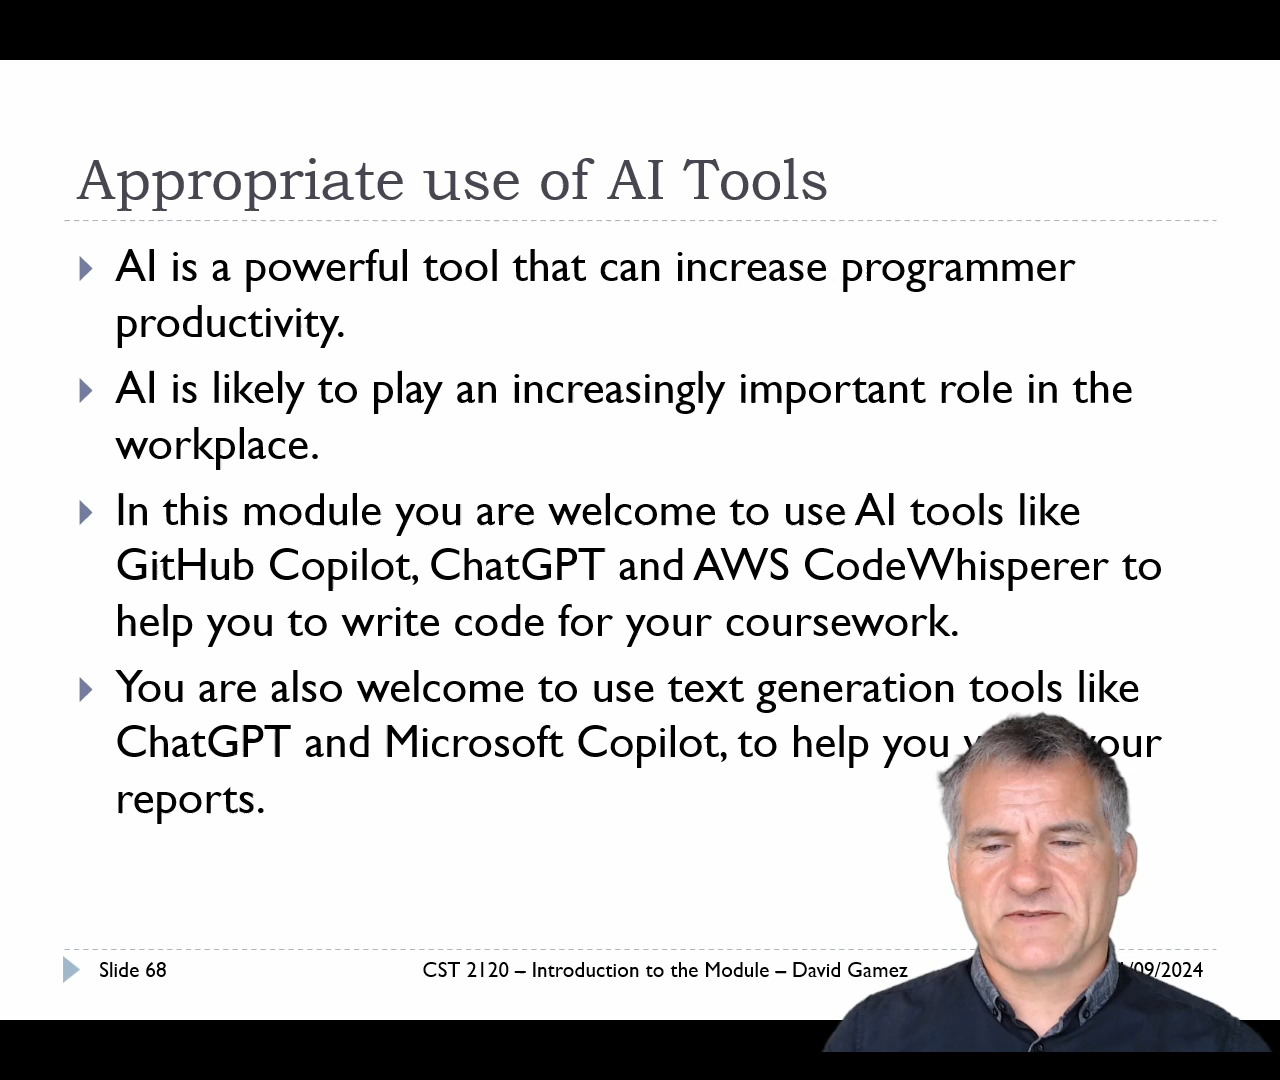 Appropriate use of AI Tools
AI is a powerful tool that can increase programmer
productivity.
AI is likely to play an increasingly important role in the
workplace.
In this module you are welcome to use AI tools like
GitHub Copilot, ChatGPT and AWS CodeWhisperer to
help you to write code for your coursework.
You are also welcome to use text generation tools like
ChatGPT and Microsoft Copilot, to help you your
reports.
Slide 68 CST 2120 – Introduction to the Module – David Gamez /09/2024